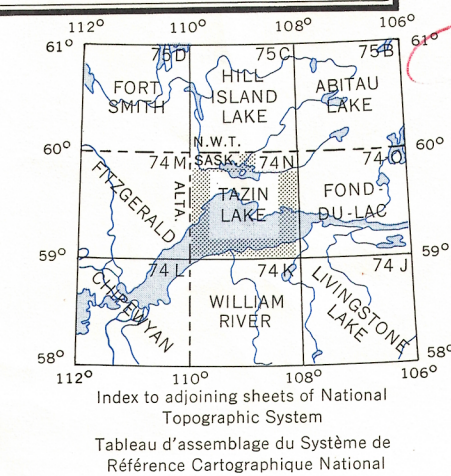 112° 110° 108° 106°
61° 75D 75C 75B 61°
FORT SMITH
HILL ISLAND LAKE
ABITAU LAKE
60° N.W.T. 60°
74M SASK. 74N 74O
FITZGERALD
ALTA.
TAZIN LAKE
FOND DU-LAC
59° 59°
74L 74K 74J
CHIPEWYAN
WILLIAM RIVER
LIVINGSTONE LAKE
58° 58°
112° 110° 108° 106°
Index to adjoining sheets of National
Topographic System
Tableau d'assemblage du Système de
Référence Cartographique National